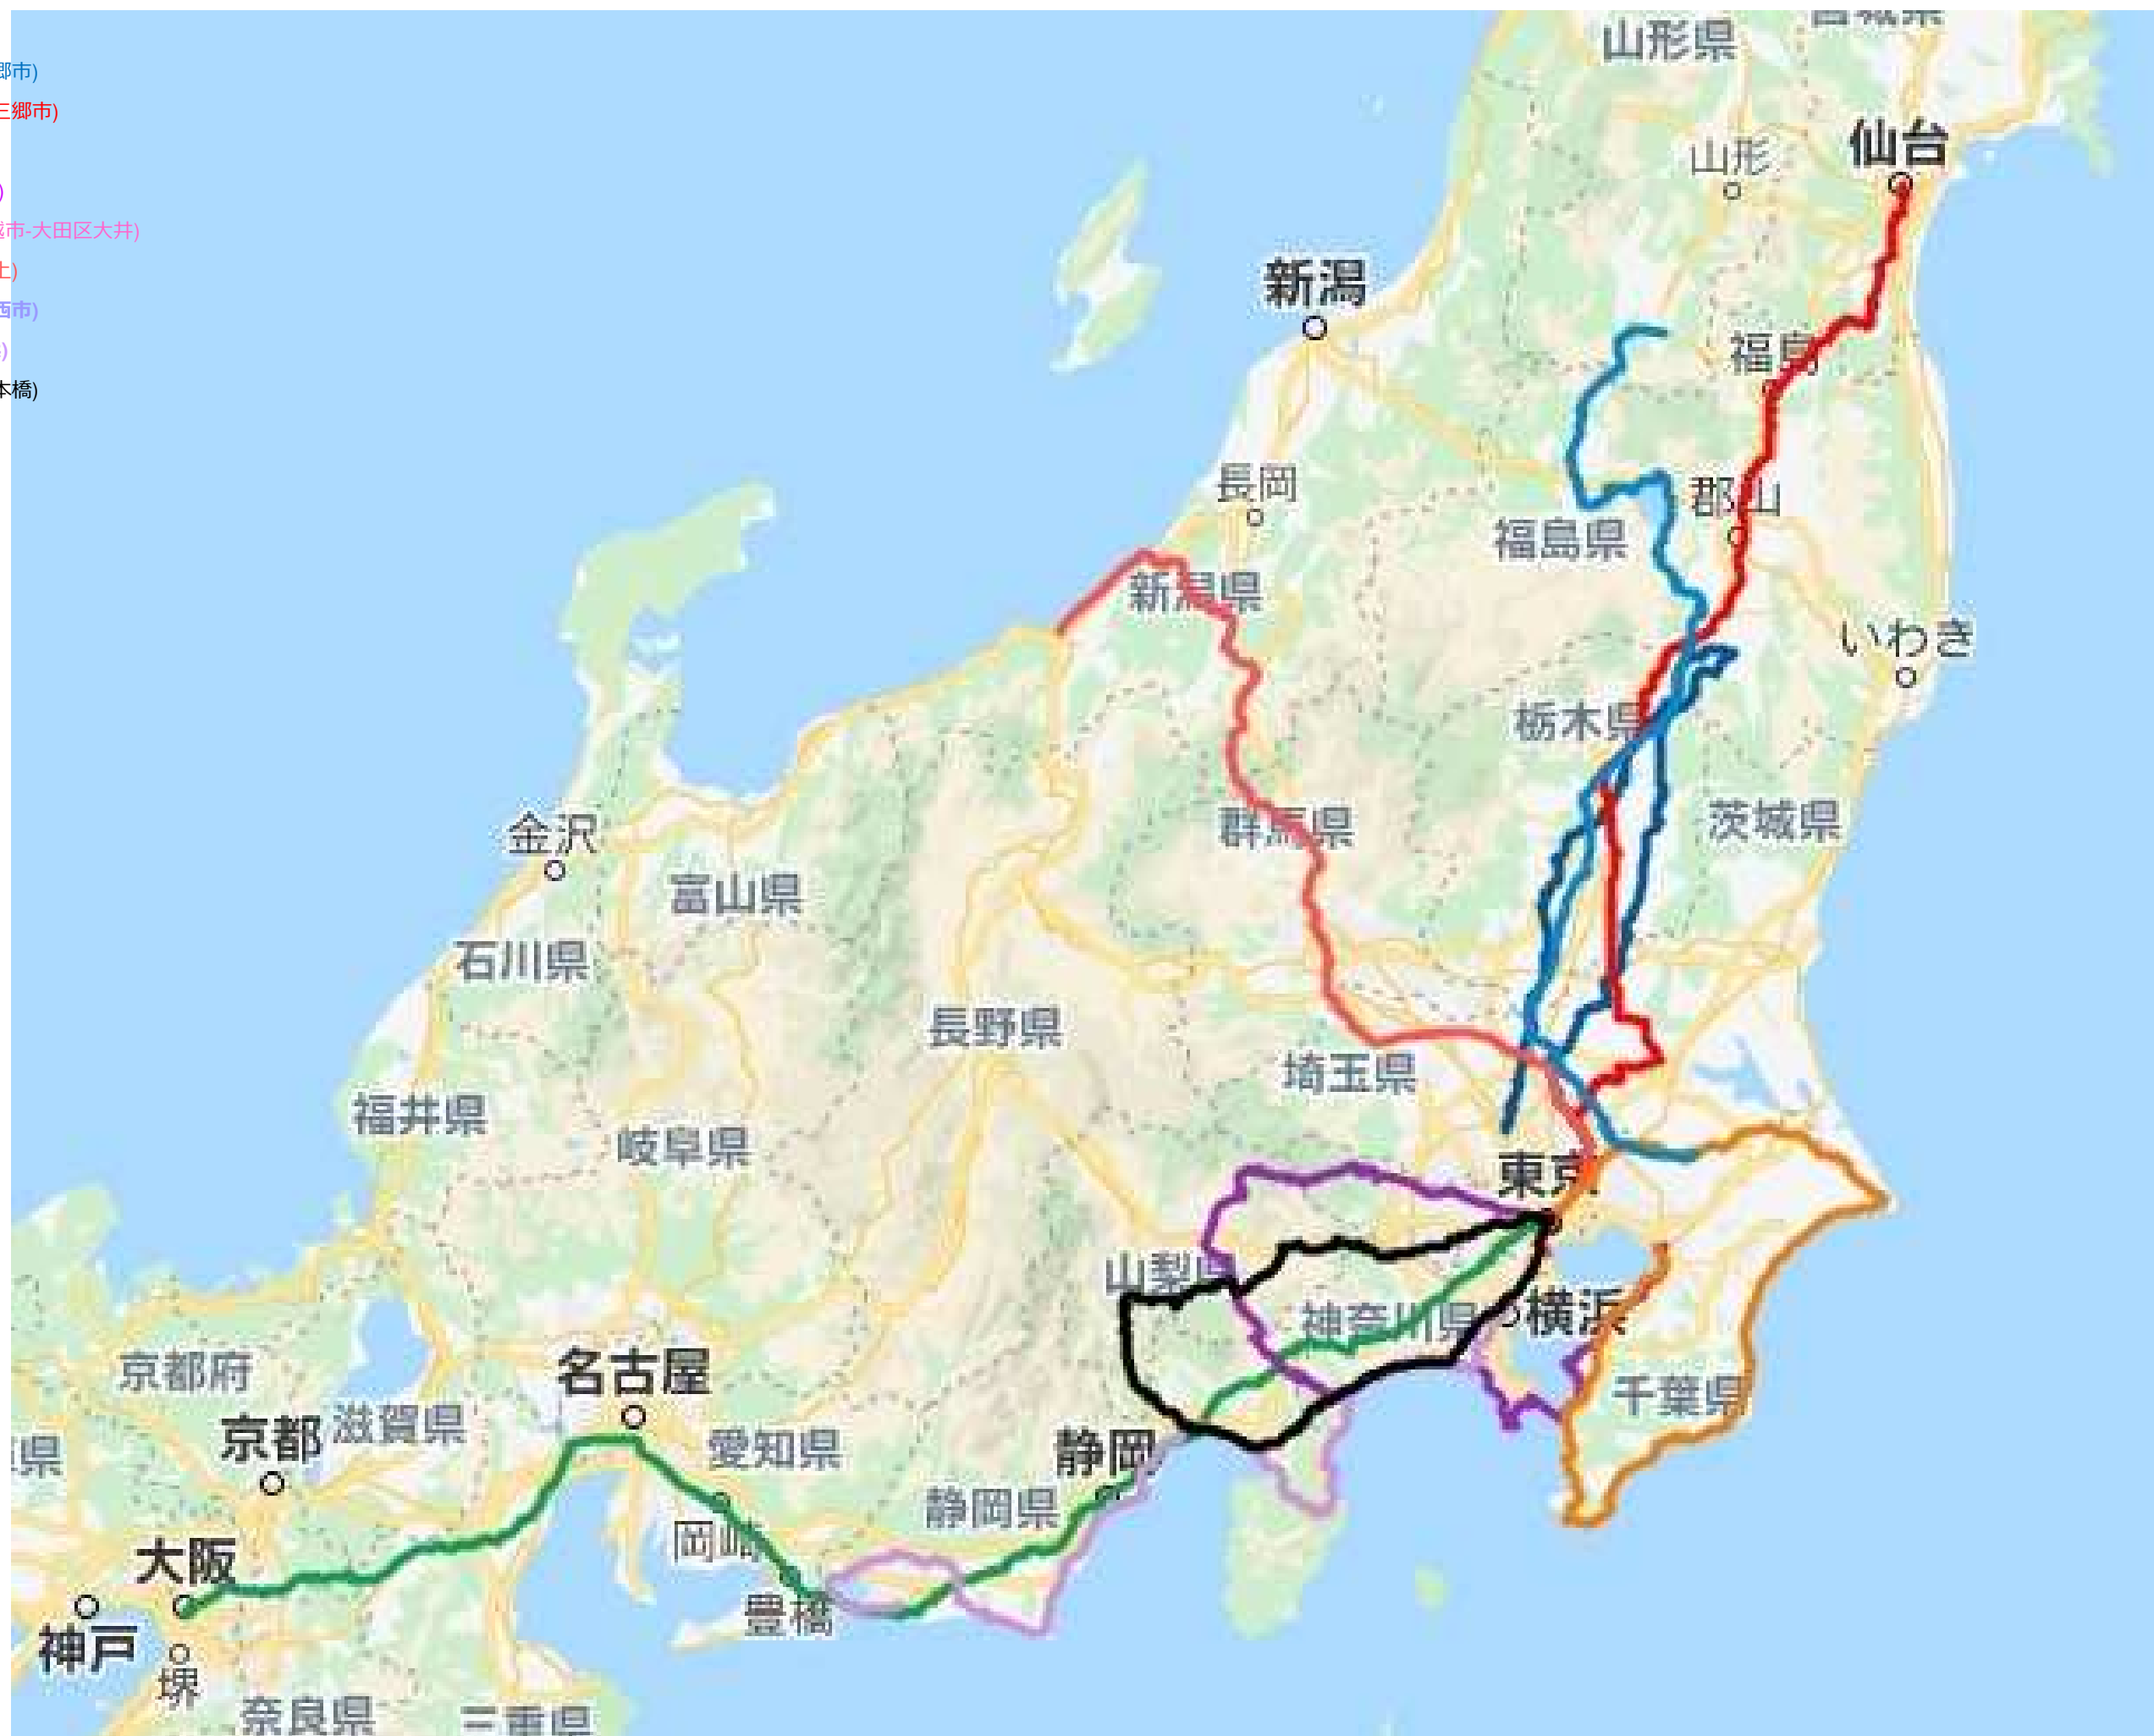 宮城県
山形県
郷市)
三郷市)
仙台
山形
)
越市-大田区大井)
土)
新潟
西市)
)
福島
本橋)
長岡
郡山
福島県
新潟県
いわき
栃木県
金沢
群馬県
茨城県
富山県
石川県
長野県
埼玉県
福井県
岐阜県
東京
山梨県
神奈川県
横浜
京都府
名古屋
千葉県
京都
滋賀県
愛知県
静岡
県
静岡県
岡崎
大阪
豊橋
神戸
堺
奈良県
三重県